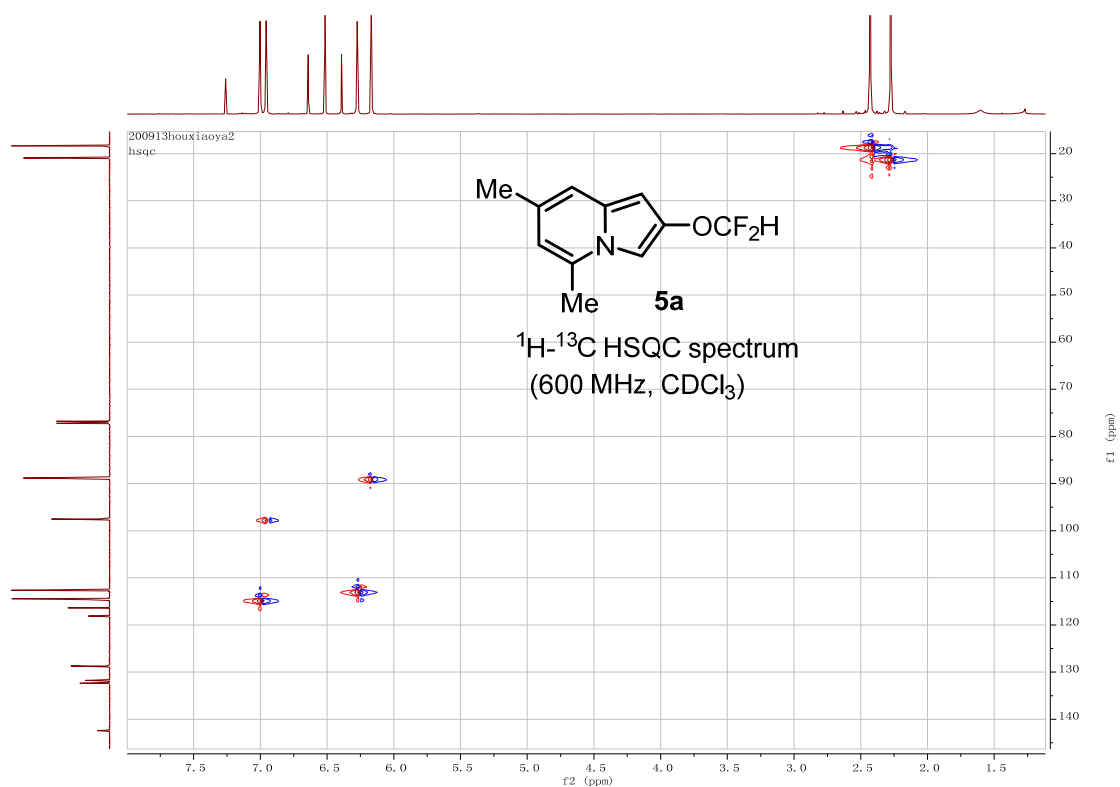 200913houxiaoya2
hsqc
Me
OCF₂H
N
Me
5a
¹H-¹³C HSQC spectrum
(600 MHz, CDCl₃)
20
30
40
50
60
70
80
90
100
110
120
130
140
f1 (ppm)
7.5 7.0 6.5 6.0 5.5 5.0 4.5 4.0 3.5 3.0 2.5 2.0 1.5
f2 (ppm)